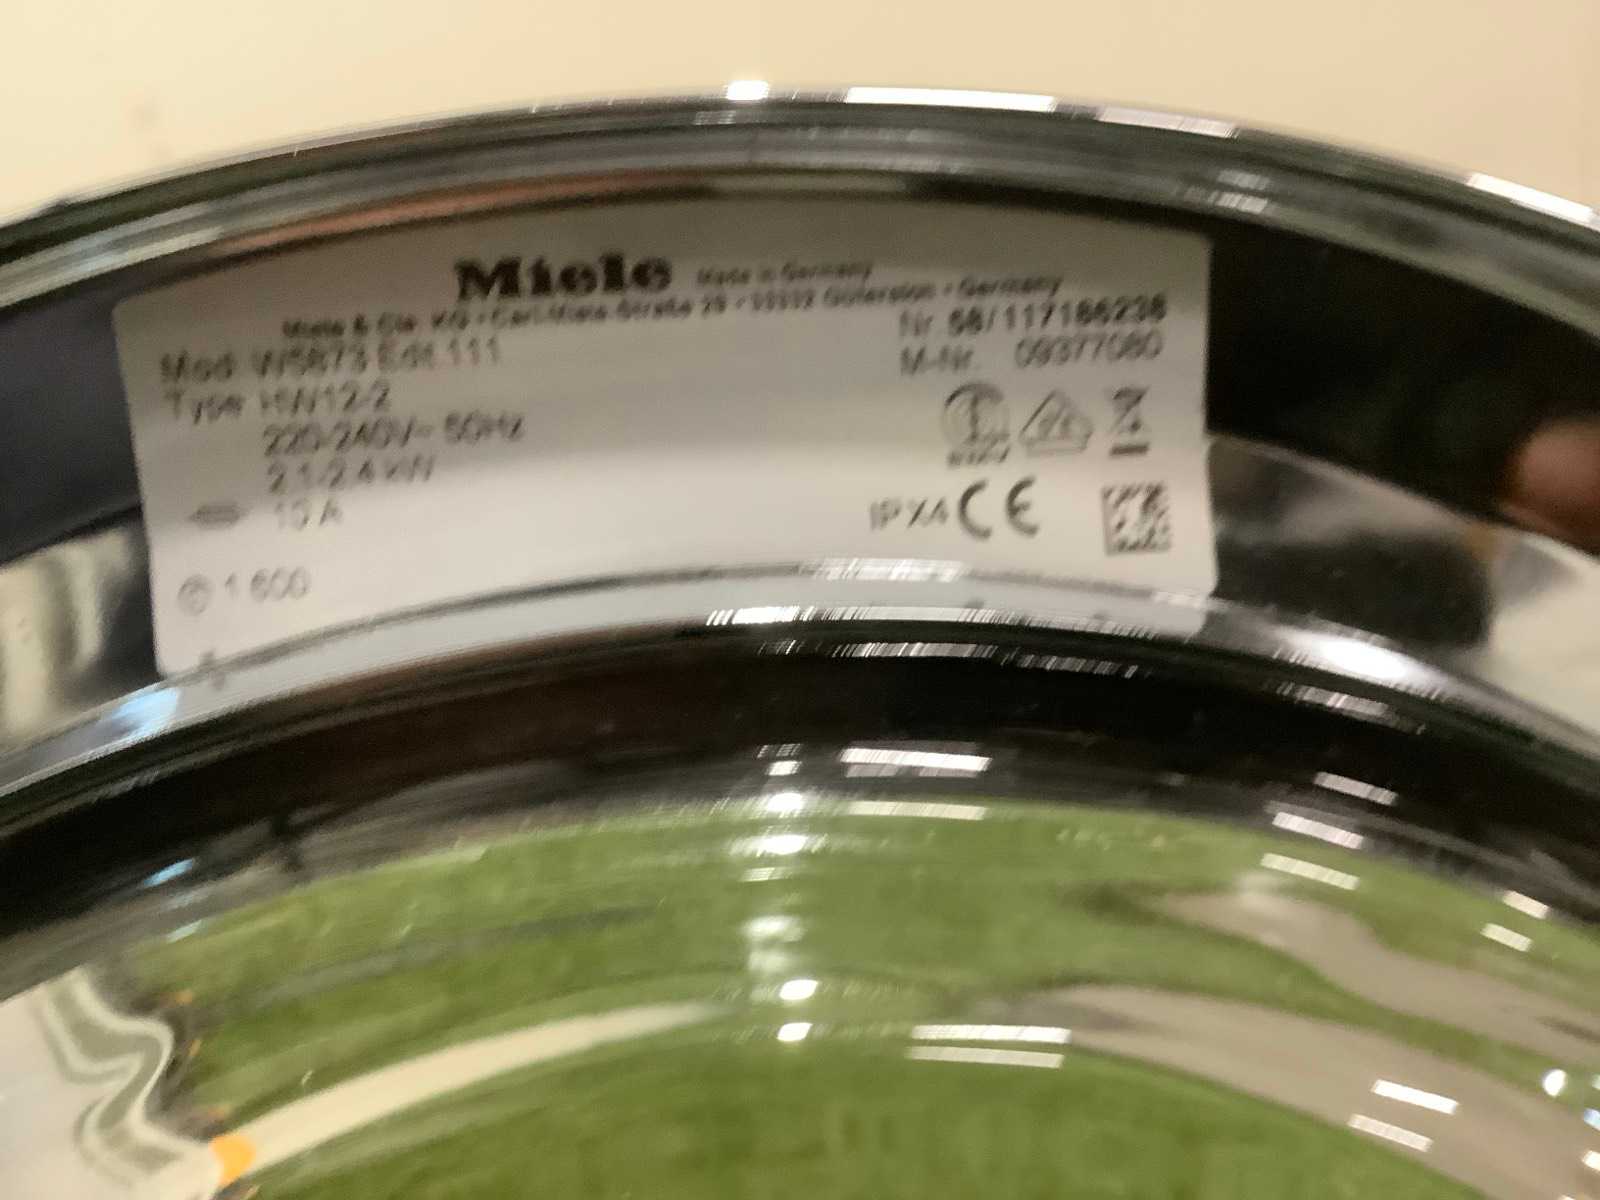 Miele Made in Germany
Miele & Cie. KG • Carl-Miele-Straße 29 • 33332 Gütersloh • Germany
Mod. W5873 Edt.111
Nr. 58/117186238
Type HW12-2
M-Nr. 09377080
220-240V~ 50Hz
2,1-2,4 kW
10 A
IPX4 CE
1 600